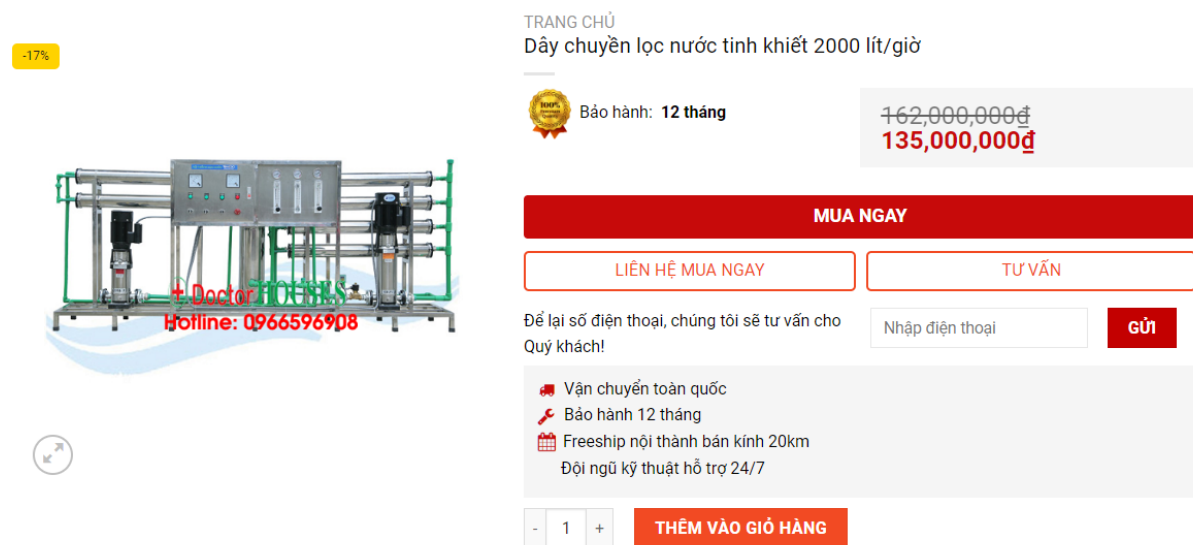 TRANG CHỦ
Dây chuyền lọc nước tinh khiết 2000 lít/giờ
-17%
100%
Bảo hành: 12 tháng
162,000,000₫
135,000,000₫
MUA NGAY
LIÊN HỆ MUA NGAY
TƯ VẤN
Để lại số điện thoại, chúng tôi sẽ tư vấn cho
Quý khách!
Nhập điện thoại
GỬI
+ Doctor HOUSES
Hotline: 0966596908
Vận chuyển toàn quốc
Bảo hành 12 tháng
Freeship nội thành bán kính 20km
Đội ngũ kỹ thuật hỗ trợ 24/7
- 1 +
THÊM VÀO GIỎ HÀNG